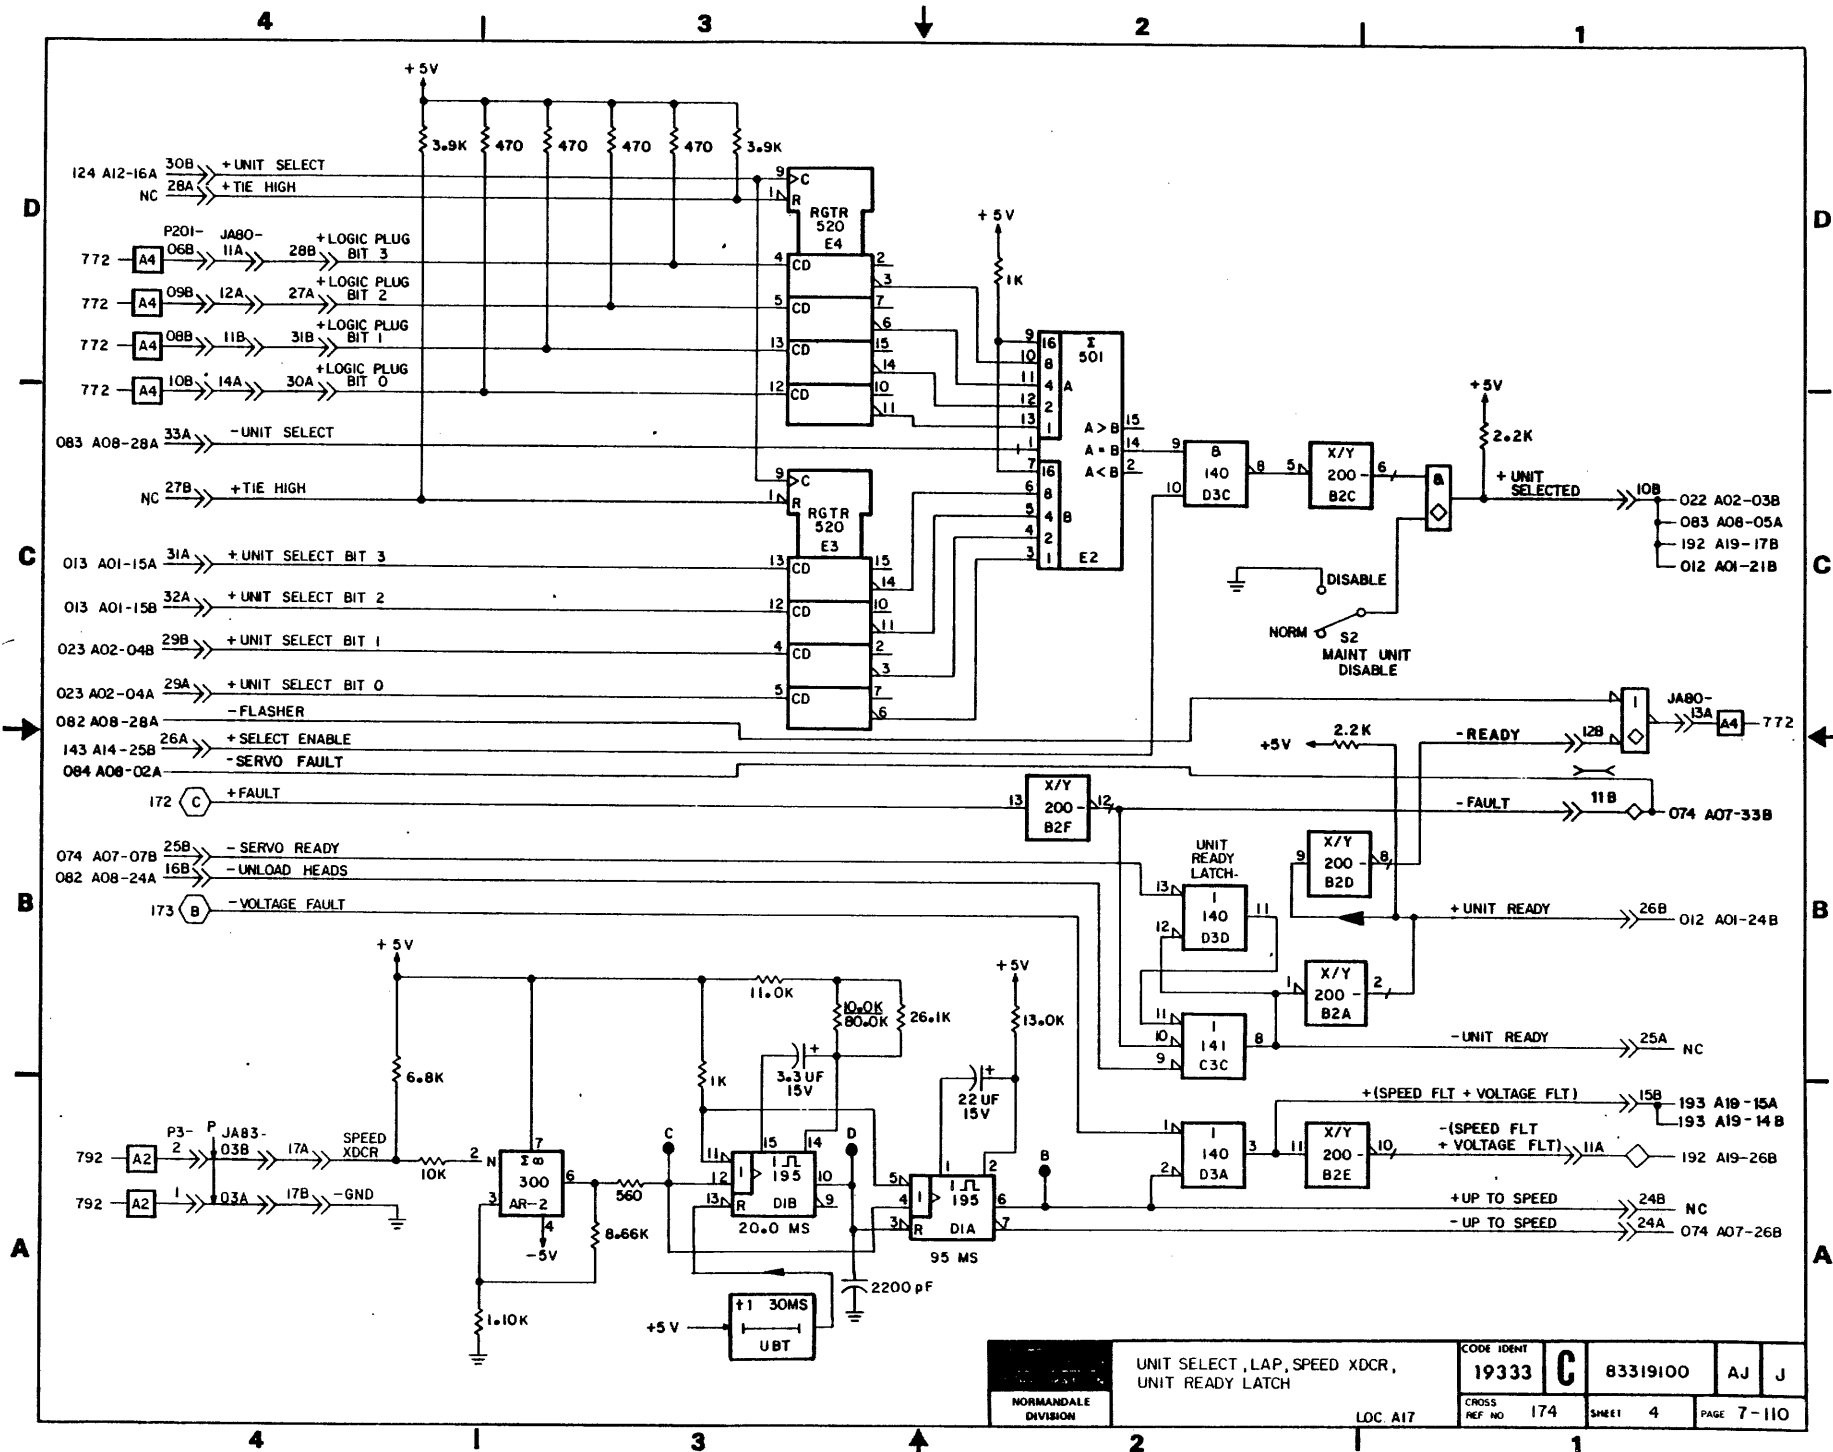 4 3 2 1
+5V
3.9K 470 470 470 470 3.9K
124 A12-16A 30B +UNIT SELECT
NC 28A +TIE HIGH
9 C
1 R
RGTR
520
E4
D D
P201- JA80-
772 A4 06B 11A 28B +LOGIC PLUG
BIT 3
4 CD 2
3
772 A4 09B 12A 27A +LOGIC PLUG
BIT 2
5 CD 7
6
772 A4 08B 11B 31B +LOGIC PLUG
BIT 1
13 CD 15
14
772 A4 10B 14A 30A +LOGIC PLUG
BIT 0
12 CD 10
11
+5V
1K
9 16 Σ
501
10 8
11 4 A
12 2
13 1
A>B 15
1 A=B 14
A<B 2
7 16
6 8
5 4 B
4 2
3 1
E2
083 A08-28A 33A -UNIT SELECT
NC 27B +TIE HIGH
9 C
1 R
RGTR
520
E3
9 &
140
10 D3C
8
5 X/Y
200-
B2C
6
&
+5V
2.2K
+UNIT
SELECTED
10B
022 A02-03B
083 A08-05A
192 A19-17B
012 A01-21B
C C
013 A01-15A 31A +UNIT SELECT BIT 3
13 CD 15
14
013 A01-15B 32A +UNIT SELECT BIT 2
12 CD 10
11
023 A02-04B 29B +UNIT SELECT BIT 1
4 CD 2
3
023 A02-04A 29A +UNIT SELECT BIT 0
5 CD 7
6
DISABLE
NORM S2
MAINT UNIT
DISABLE
082 A08-28A -FLASHER
143 A14-25B 26A +SELECT ENABLE
084 A08-02A -SERVO FAULT
+5V 2.2K
-READY 12B
1
JA80-
13A A4 772
172 C +FAULT
13 X/Y
200-
B2F
12
-FAULT 11B 074 A07-33B
074 A07-07B 25B -SERVO READY
082 A08-24A 16B -UNLOAD HEADS
173 B -VOLTAGE FAULT
UNIT
READY
LATCH-
13 1
140
12 D3D
11
9 X/Y
200-
B2D
8
B B
+UNIT READY 26B 012 A01-24B
1 X/Y
200-
B2A
2
11 1
10 141
9 C3C
8
-UNIT READY 25A NC
+5V
6.8K
11.0K
10.0K
80.0K
26.1K
+5V
13.0K
1K
3.3UF
15V
22UF
15V
+(SPEED FLT + VOLTAGE FLT) 15B 193 A19-15A
193 A19-14B
P3- P JA83-
792 A2 2 03B 17A SPEED
XDCR
10K
792 A2 1 03A 17B -GND
7
2 N Σ∞
300
3 AR-2
6
4
-5V
560
8.66K
1.10K
C
15 14
11 1
12
13 R
1
195
D1B
10
9
20.0 MS
D
1 2
5 1
4
3 R
1
195
D1A
6
7
95 MS
B
2200pF
+5V
+1 30MS
UBT
1 1
140
2 D3A
3
11 X/Y
200-
B2E
10
-(SPEED FLT
+ VOLTAGE FLT) 11A 192 A19-26B
+UP TO SPEED 24B NC
-UP TO SPEED 24A 074 A07-26B
A A
NORMANDALE
DIVISION
UNIT SELECT, LAP, SPEED XDCR,
UNIT READY LATCH
LOC. A17
CODE IDENT
19333 C 83319100 AJ J
CROSS
REF NO 174 SHEET 4 PAGE 7-110
4 3 2 1